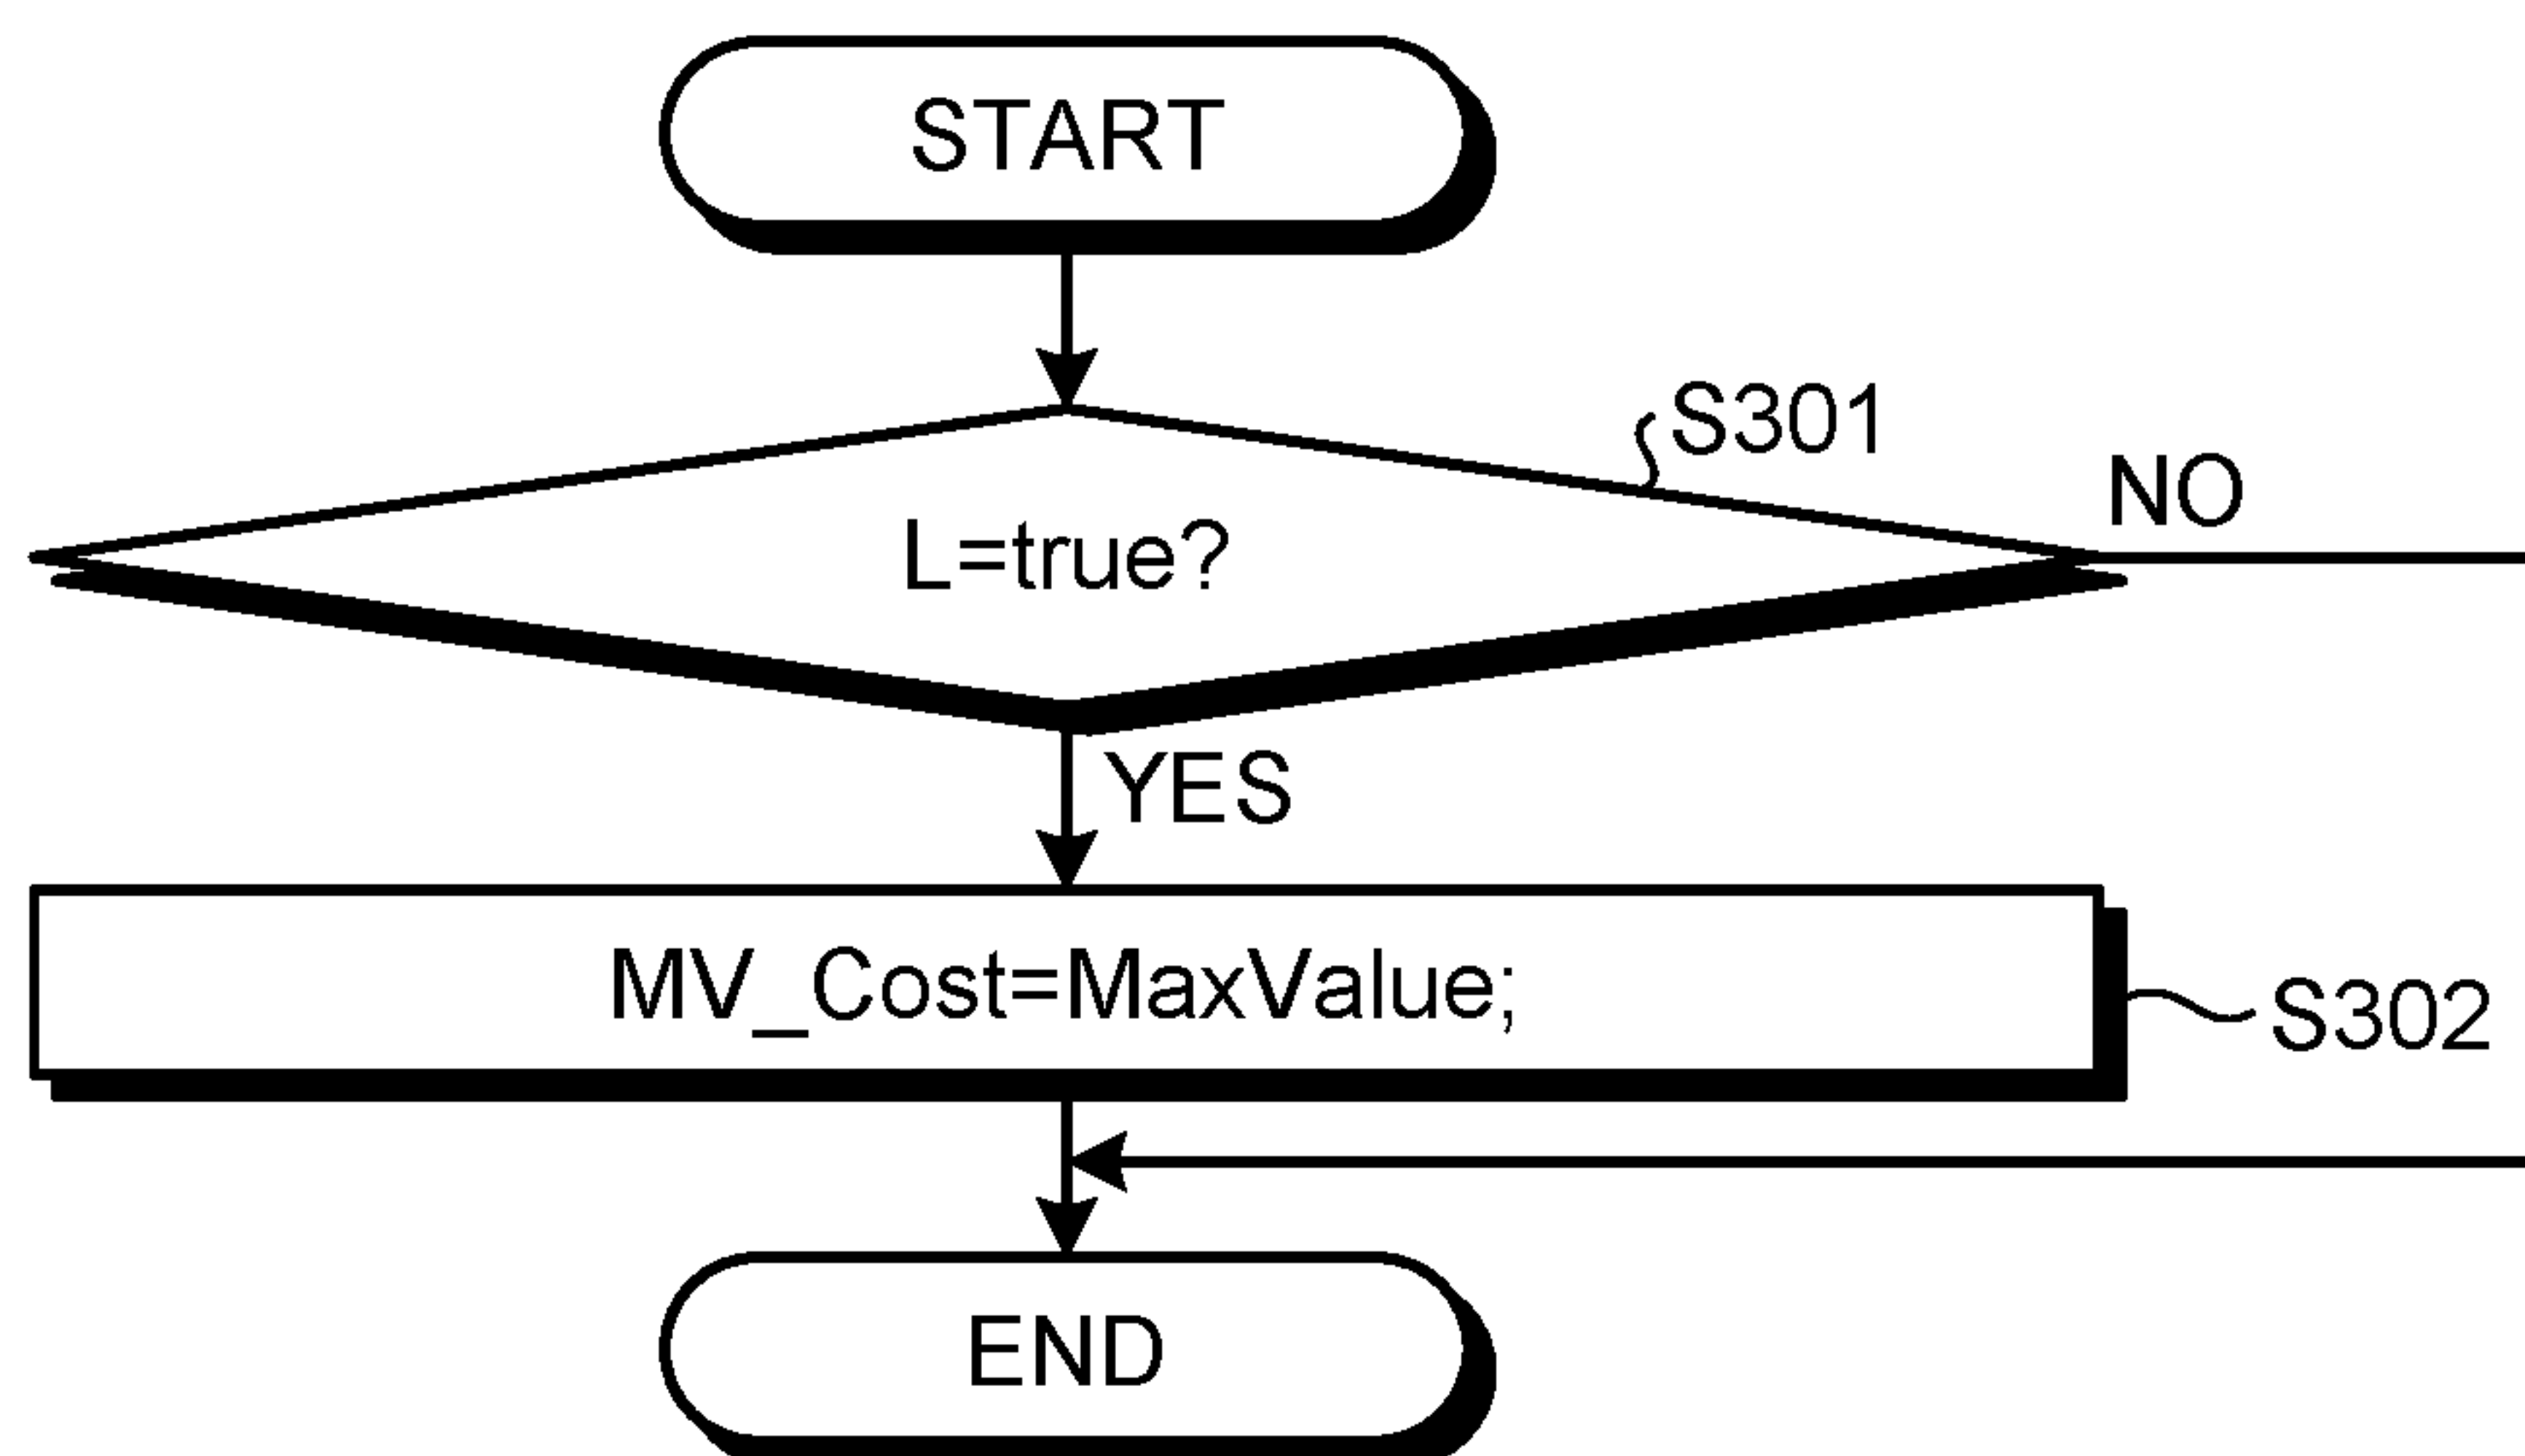 START
S301
NO
L=true?
YES
MV_Cost=MaxValue;
S302
END